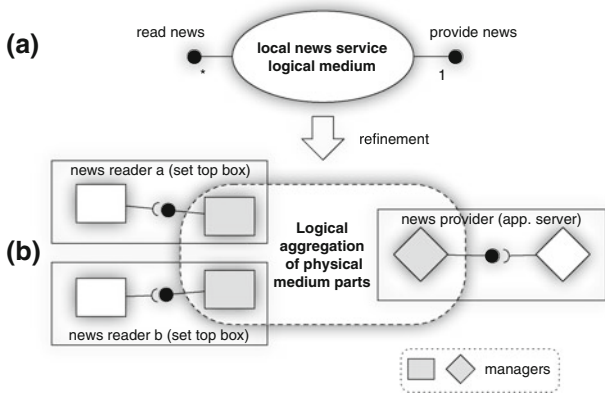 (a)
read news
*
local news service
logical medium
provide news
1
refinement
(b)
news reader a (set top box)
Logical
aggregation
of physical
medium parts
news provider (app. server)
news reader b (set top box)
managers